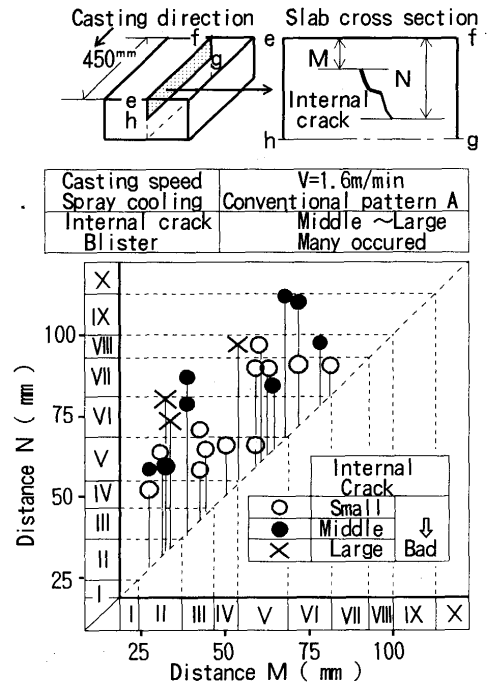 Casting direction
Slab cross section
450mm
f
g
e
h
e
f
M
N
Internal
crack
h
g
Casting speed
V=1.6m/min
Spray cooling
Conventional pattern A
Internal crack
Middle ~Large
Blister
Many occured
X
IX
VIII
VII
VI
V
IV
III
II
I
100
75
50
25
Distance N ( mm )
Internal
Crack
○ Small
● Middle
× Large
⇩
Bad
I II III IV V VI VII VIII IX X
25 50 75 100
Distance M ( mm )